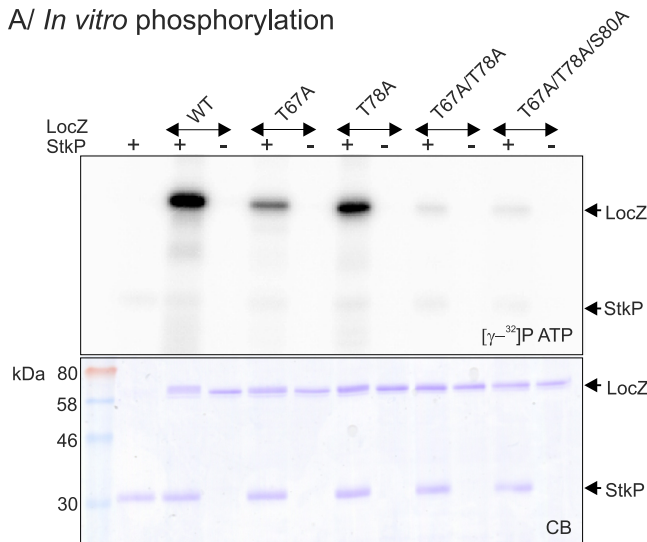 A/ In vitro phosphorylation
WT T67A T78A T67A/T78A T67A/T78A/S80A
LocZ
StkP + + - + - + - + - + -
LocZ
StkP
[γ–³²]P ATP
kDa
80
58
46
30
LocZ
StkP
CB